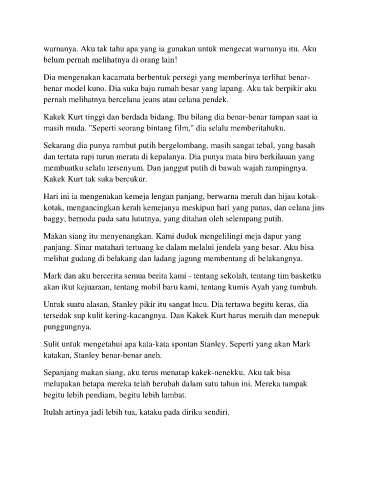 warnanya. Aku tak tahu apa yang ia gunakan untuk mengecat warnanya itu. Aku
belum pernah melihatnya di orang lain!
Dia mengenakan kacamata berbentuk persegi yang memberinya terlihat benar-
benar model kuno. Dia suka baju rumah besar yang lapang. Aku tak berpikir aku
pernah melihatnya bercelana jeans atau celana pendek.
Kakek Kurt tinggi dan berdada bidang. Ibu bilang dia benar-benar tampan saat ia
masih muda. "Seperti seorang bintang film," dia selalu memberitahuku.
Sekarang dia punya rambut putih bergelombang, masih sangat tebal, yang basah
dan tertata rapi turun merata di kepalanya. Dia punya mata biru berkilauan yang
membuatku selalu tersenyum. Dan janggut putih di bawah wajah rampingnya.
Kakek Kurt tak suka bercukur.
Hari ini ia mengenakan kemeja lengan panjang, berwarna merah dan hijau kotak-
kotak, mengancingkan kerah kemejanya meskipun hari yang panas, dan celana jins
baggy, bernoda pada satu lututnya, yang ditahan oleh selempang putih.
Makan siang itu menyenangkan. Kami duduk mengelilingi meja dapur yang
panjang. Sinar matahari tertuang ke dalam melalui jendela yang besar. Aku bisa
melihat gudang di belakang dan ladang jagung membentang di belakangnya.
Mark dan aku bercerita semua berita kami - tentang sekolah, tentang tim basketku
akan ikut kejuaraan, tentang mobil baru kami, tentang kumis Ayah yang tumbuh.
Untuk suatu alasan, Stanley pikir itu sangat lucu. Dia tertawa begitu keras, dia
tersedak sup kulit kering-kacangnya. Dan Kakek Kurt harus meraih dan menepuk
punggungnya.
Sulit untuk mengetahui apa kata-kata spontan Stanley. Seperti yang akan Mark
katakan, Stanley benar-benar aneh.
Sepanjang makan siang, aku terus menatap kakek-nenekku. Aku tak bisa
melupakan betapa mereka telah berubah dalam satu tahun ini. Mereka tampak
begitu lebih pendiam, begitu lebih lambat.
Itulah artinya jadi lebih tua, kataku pada diriku sendiri.